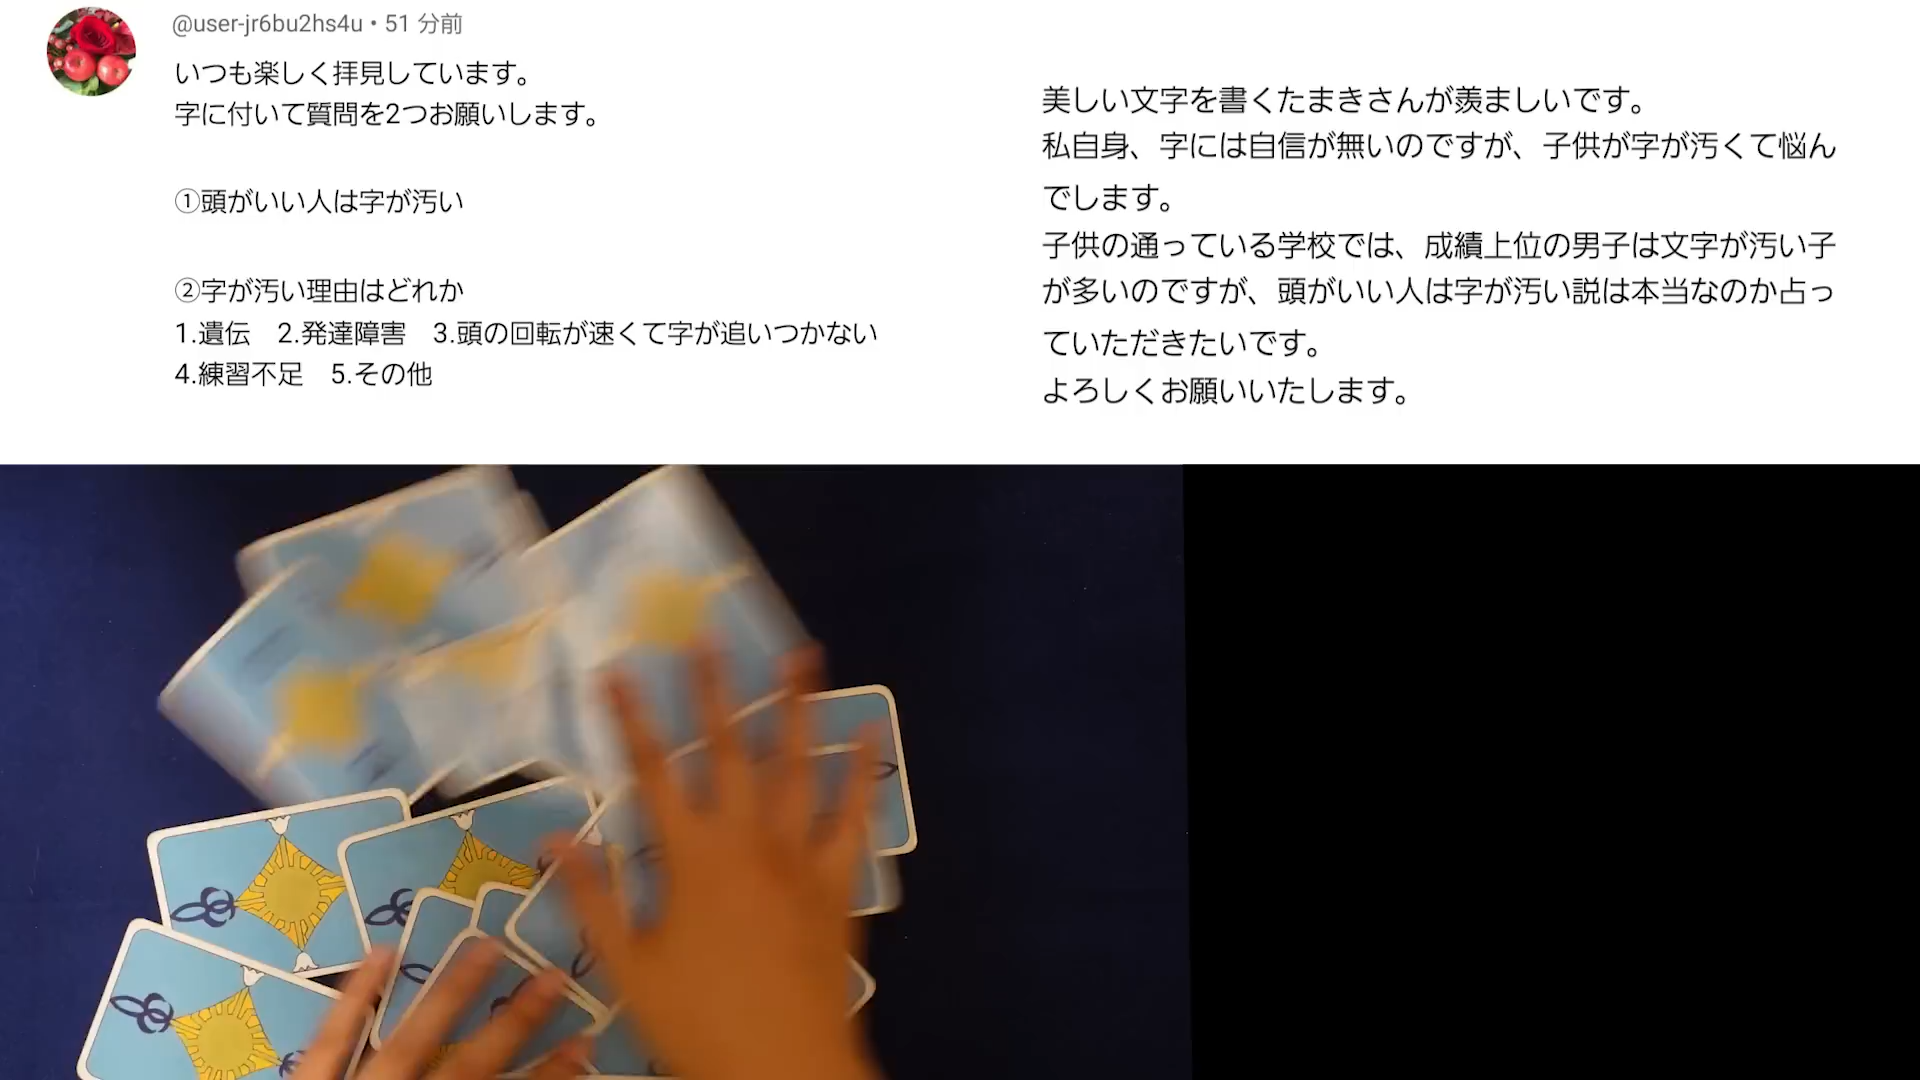 @user-jr6bu2hs4u • 51 分前
いつも楽しく拝見しています。
字に付いて質問を2つお願いします。
①頭がいい人は字が汚い
②字が汚い理由はどれか
1.遺伝　2.発達障害　3.頭の回転が速くて字が追いつかない
4.練習不足　5.その他
美しい文字を書くたまきさんが羨ましいです。
私自身、字には自信が無いのですが、子供が字が汚くて悩ん
でします。
子供の通っている学校では、成績上位の男子は文字が汚い子
が多いのですが、頭がいい人は字が汚い説は本当なのか占っ
ていただきたいです。
よろしくお願いいたします。